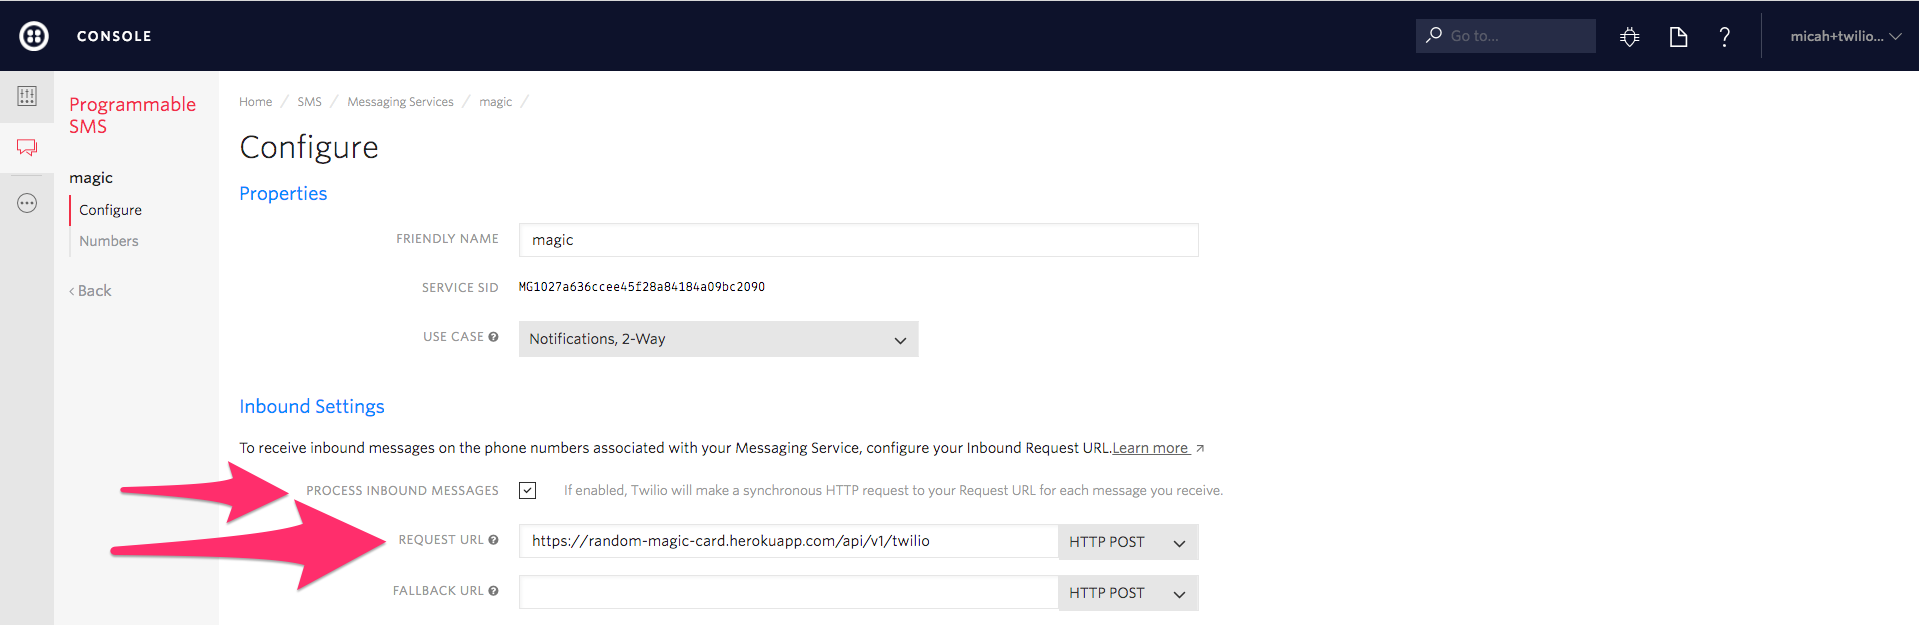 CONSOLE
Go to...
?
micah+twilio...
Programmable
SMS
magic
Configure
Numbers
‹ Back
Home / SMS / Messaging Services / magic /
Configure
Properties
FRIENDLY NAME magic
SERVICE SID MG1027a636ccee45f28a84184a09bc2090
USE CASE ? Notifications, 2-Way
Inbound Settings
To receive inbound messages on the phone numbers associated with your Messaging Service, configure your Inbound Request URL.Learn more
PROCESS INBOUND MESSAGES If enabled, Twilio will make a synchronous HTTP request to your Request URL for each message you receive.
REQUEST URL ? https://random-magic-card.herokuapp.com/api/v1/twilio HTTP POST
FALLBACK URL ? HTTP POST